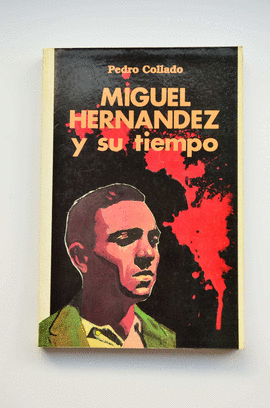 Pedro Collado
MIGUEL
HERNANDEZ
y su tiempo